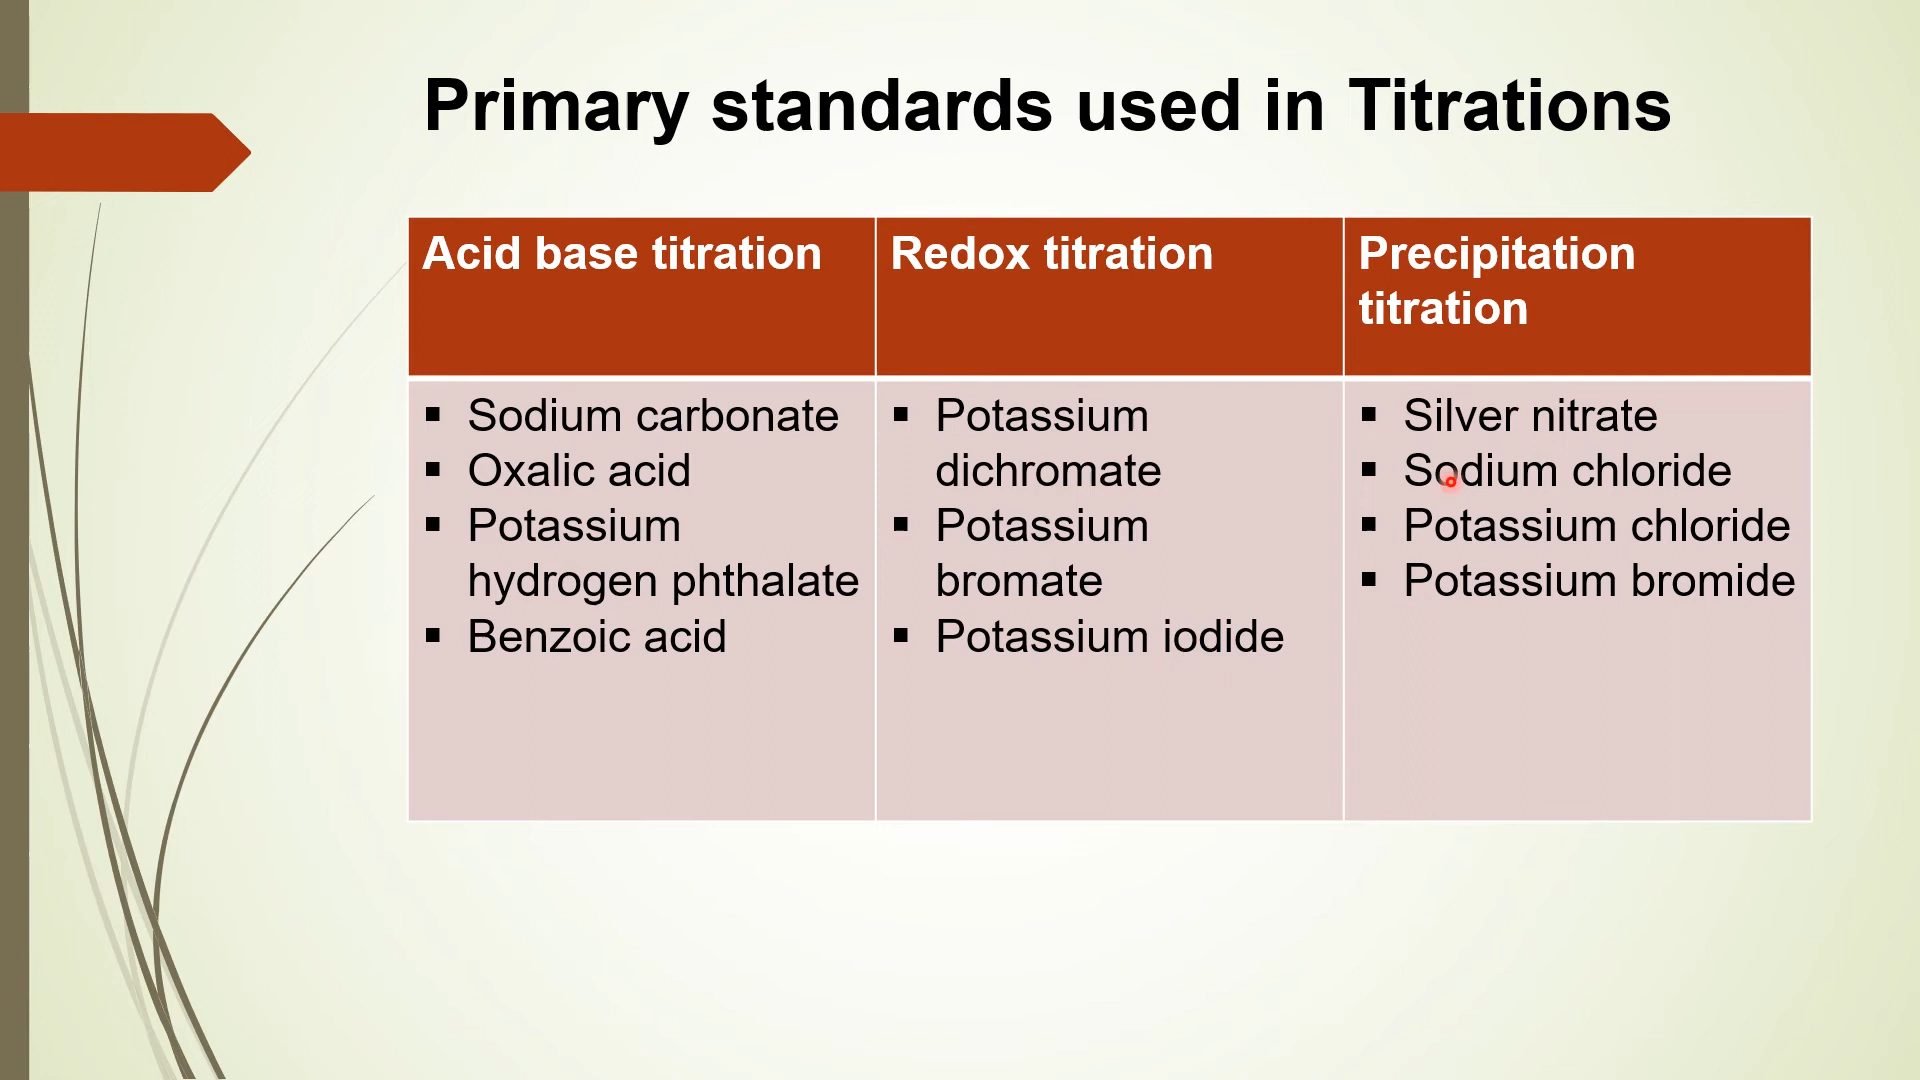 Primary standards used in Titrations
Acid base titration
Redox titration
Precipitation
titration
▪ Sodium carbonate
▪ Oxalic acid
▪ Potassium
hydrogen phthalate
▪ Benzoic acid
▪ Potassium
dichromate
▪ Potassium
bromate
▪ Potassium iodide
▪ Silver nitrate
▪ Sodium chloride
▪ Potassium chloride
▪ Potassium bromide